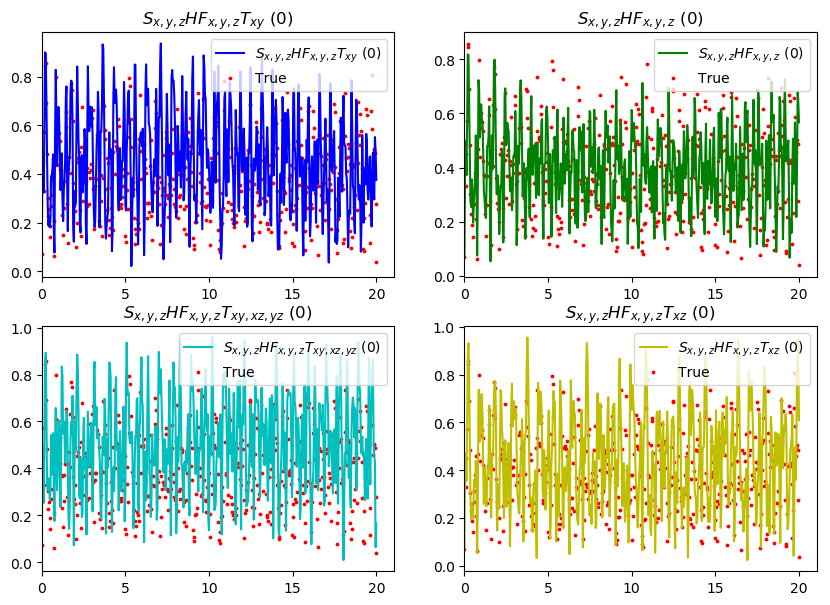 $S_{x,y,z}HF_{x,y,z}T_{xy}$ (0)
$S_{x,y,z}HF_{x,y,z}T_{xy}$ (0)
True
0.8
0.6
0.4
0.2
0.0
0 5 10 15 20
$S_{x,y,z}HF_{x,y,z}$ (0)
$S_{x,y,z}HF_{x,y,z}$ (0)
True
0.8
0.6
0.4
0.2
0.0
0 5 10 15 20
$S_{x,y,z}HF_{x,y,z}T_{xy,xz,yz}$ (0)
$S_{x,y,z}HF_{x,y,z}T_{xy,xz,yz}$ (0)
True
1.0
0.8
0.6
0.4
0.2
0.0
0 5 10 15 20
$S_{x,y,z}HF_{x,y,z}T_{xz}$ (0)
$S_{x,y,z}HF_{x,y,z}T_{xz}$ (0)
True
1.0
0.8
0.6
0.4
0.2
0.0
0 5 10 15 20